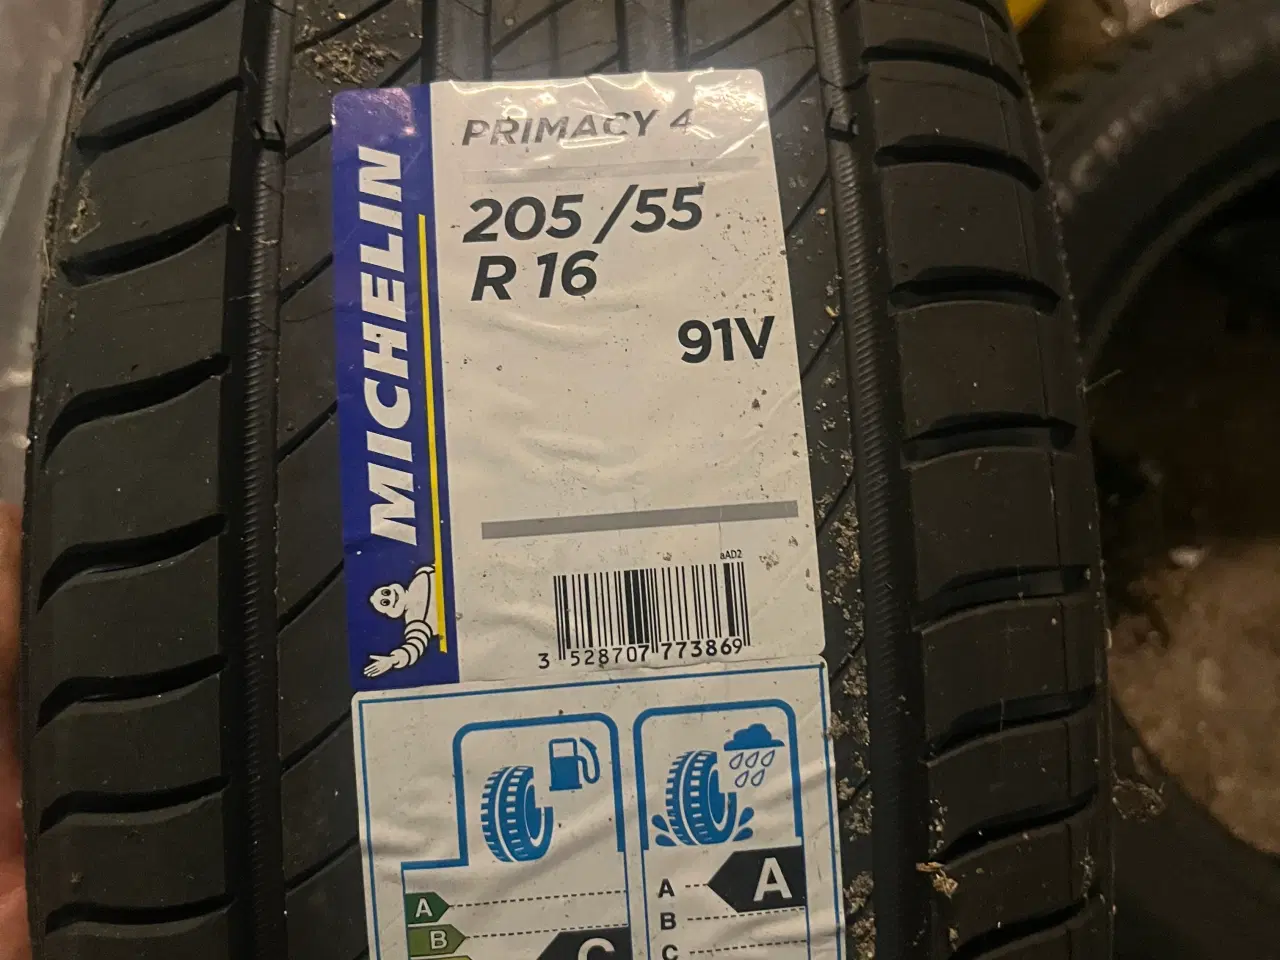 MICHELIN
PRIMACY 4
205/55
R 16
91V
aAD2
3 528707 773869
A
B
C
A
A
B
C